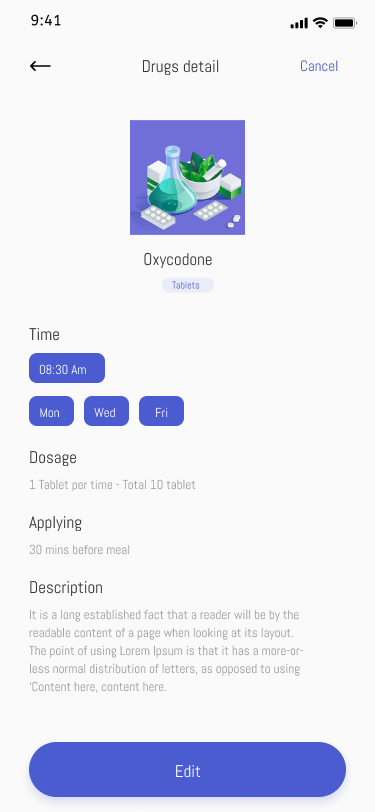 9:41
Drugs detail
Cancel
Oxycodone
Tablets
Time
08:30 Am
Mon Wed Fri
Dosage
1 Tablet per time - Total 10 tablet
Applying
30 mins before meal
Description
It is a long established fact that a reader will be by the
readable content of a page when looking at its layout.
The point of using Lorem Ipsum is that it has a more-or-
less normal distribution of letters, as opposed to using
'Content here, content here.
Edit